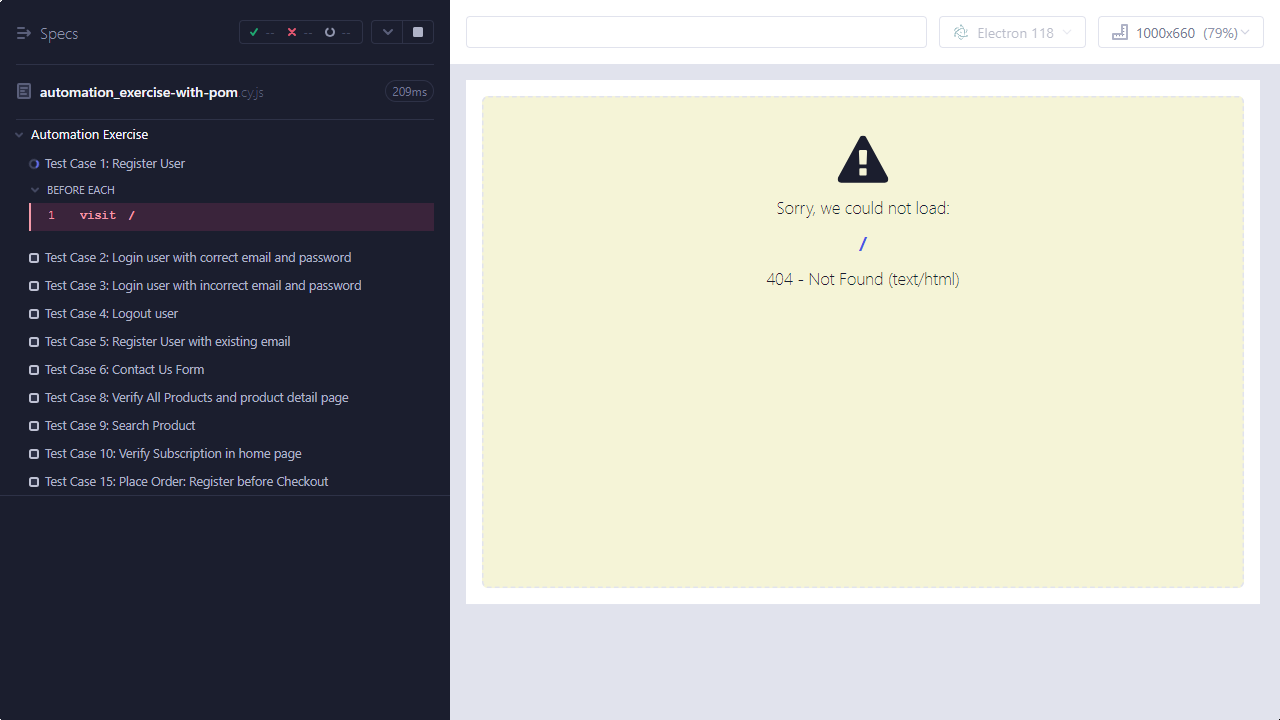 Specs
--
--
--
automation_exercise-with-pom.cy.js
209ms
Automation Exercise
Test Case 1: Register User
BEFORE EACH
1 visit /
Test Case 2: Login user with correct email and password
Test Case 3: Login user with incorrect email and password
Test Case 4: Logout user
Test Case 5: Register User with existing email
Test Case 6: Contact Us Form
Test Case 8: Verify All Products and product detail page
Test Case 9: Search Product
Test Case 10: Verify Subscription in home page
Test Case 15: Place Order: Register before Checkout
Electron 118
1000x660 (79%)
Sorry, we could not load:
/
404 - Not Found (text/html)